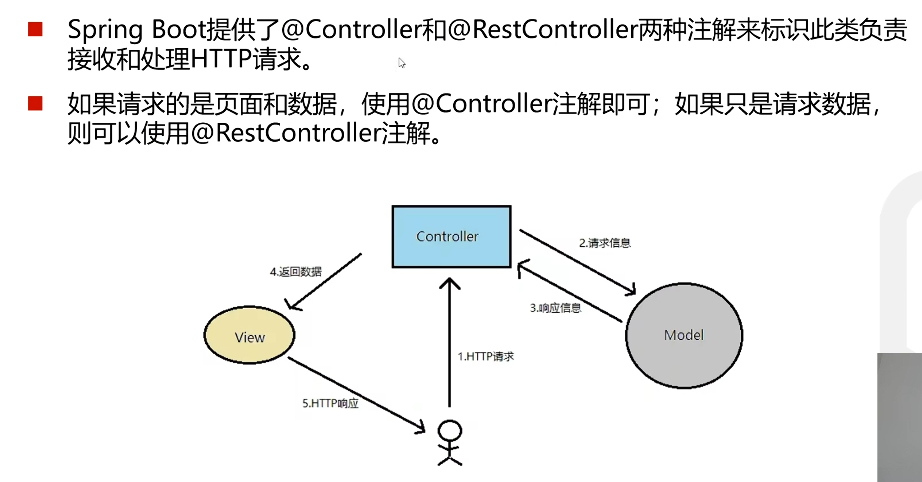 Spring Boot提供了@Controller和@RestController两种注解来标识此类负责
接收和处理HTTP请求。
如果请求的是页面和数据，使用@Controller注解即可；如果只是请求数据，
则可以使用@RestController注解。
Controller
2.请求信息
4.返回数据
3.响应信息
View
Model
1.HTTP请求
5.HTTP响应